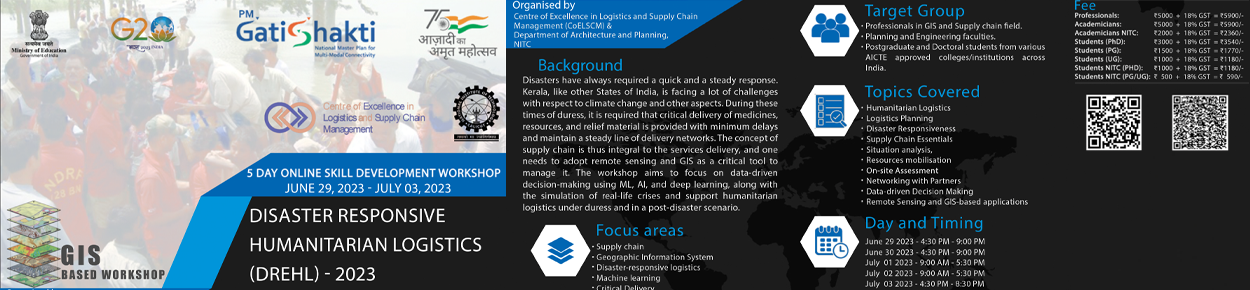 सत्यमेव जयते
Ministry of Education
Government of India
G20
PM
GatiShakti
National Master Plan for
Multi-Modal Connectivity
75
आज़ादी का
अमृत महोत्सव
Centre of Excellence in
Logistics and Supply Chain
Management
5 DAY ONLINE SKILL DEVELOPMENT WORKSHOP
JUNE 29, 2023 - JULY 03, 2023
GIS
BASED WORKSHOP
DISASTER RESPONSIVE
HUMANITARIAN LOGISTICS
(DREHL) - 2023
Organised by
Centre of Excellence in Logistics and Supply Chain
Management (CoELSCM) &
Department of Architecture and Planning,
NITC
Background
Disasters have always required a quick and a steady response.
Kerala, like other States of India, is facing a lot of challenges
with respect to climate change and other aspects. During these
times of duress, it is required that critical delivery of medicines,
resources, and relief material is provided with minimum delays
and maintain a steady line of delivery networks. The concept of
supply chain is thus integral to the services delivery, and one
needs to adopt remote sensing and GIS as a critical tool to
manage it. The workshop aims to focus on data-driven
decision-making using ML, AI, and deep learning, along with
the simulation of real-life crises and support humanitarian
logistics under duress and in a post-disaster scenario.
Focus areas
• Supply chain
• Geographic Information System
• Disaster-responsive logistics
• Machine learning
• Critical Delivery
Target Group
• Professionals in GIS and Supply chain field.
• Planning and Engineering faculties.
• Postgraduate and Doctoral students from various
AICTE approved colleges/institutions across
India.
Topics Covered
• Humanitarian Logistics
• Logistics Planning
• Disaster Responsiveness
• Supply Chain Essentials
• Situation analysis,
• Resources mobilisation
• On-site Assessment
• Networking with Partners
• Data-driven Decision Making
• Remote Sensing and GIS-based applications
Day and Timing
June 29 2023 - 4:30 PM - 9:00 PM
June 30 2023 - 4:30 PM - 9:00 PM
July 01 2023 - 9:00 AM - 5:30 PM
July 02 2023 - 9:00 AM - 5:30 PM
July 03 2023 - 4:30 PM - 8:30 PM
Fee
Professionals: ₹5000 + 18% GST = ₹5900/-
Academicians: ₹5000 + 18% GST = ₹5900/-
Academicians NITC: ₹2000 + 18% GST = ₹2360/-
Students (PhD): ₹3000 + 18% GST = ₹3540/-
Students (PG): ₹1500 + 18% GST = ₹1770/-
Students (UG): ₹1000 + 18% GST = ₹1180/-
Students NITC (PHD): ₹1000 + 18% GST = ₹1180/-
Students NITC (PG/UG): ₹ 500 + 18% GST = ₹ 590/-